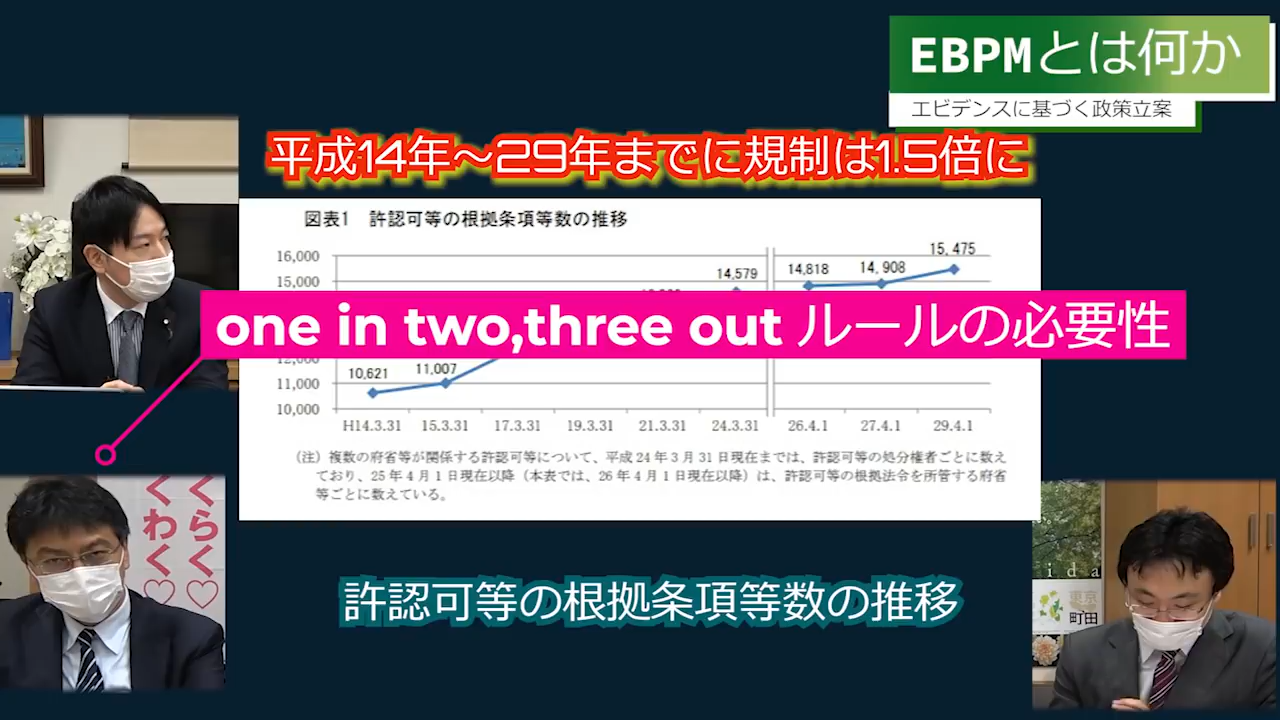 EBPMとは何か
エビデンスに基づく政策立案
平成14年～29年までに規制は1.5倍に
図表1 許認可等の根拠条項等数の推移
16,000
15,000
11,000
10,000
10,621
11,007
14,579
14,818
14,908
15,475
one in two,three out ルールの必要性
H14.3.31 15.3.31 17.3.31 19.3.31 21.3.31 24.3.31 26.4.1 27.4.1 29.4.1
（注）複数の府省等が関係する許認可等について、平成24年3月31日現在までは、許認可等の処分権者ごとに数え
ており、25年4月1日現在以降（本表では、26年4月1日現在以降）は、許認可等の根拠法令を所管する府省
等ごとに数えている。
許認可等の根拠条項等数の推移
くらく♡
くわく♡
ida
東京
町田